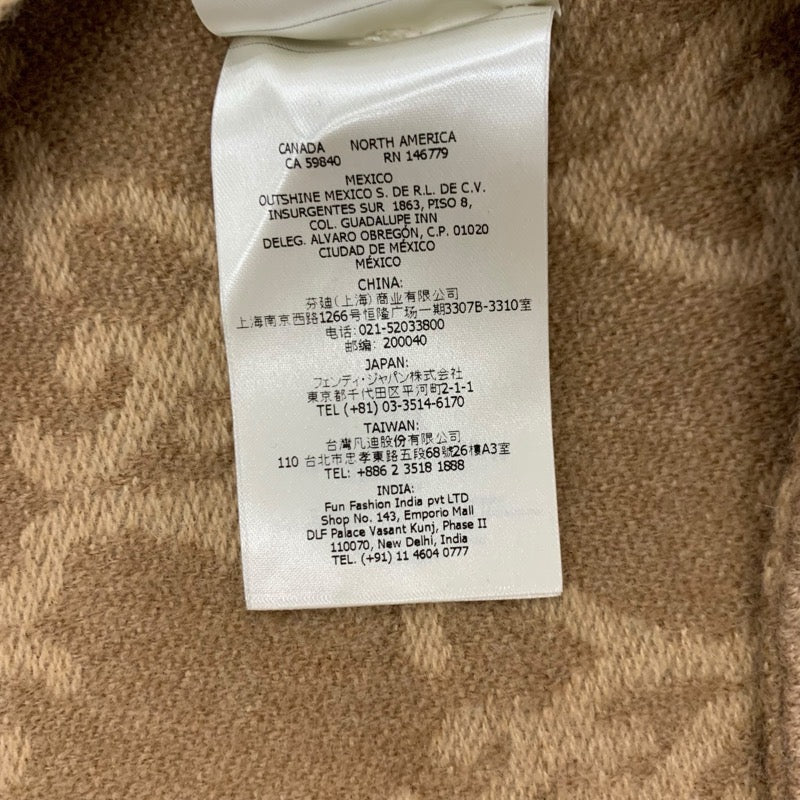 CANADA NORTH AMERICA
CA 59840 RN 146779
MEXICO
OUTSHINE MEXICO S. DE R.L. DE C.V.
INSURGENTES SUR 1863, PISO 8,
COL. GUADALUPE INN
DELEG. ALVARO OBREGÓN, C.P. 01020
CIUDAD DE MÉXICO
MÉXICO
CHINA:
芬迪(上海)商业有限公司
上海南京西路1266号恒隆广场一期3307B-3310室
电话: 021-52033800
邮编: 200040
JAPAN:
フェンディ・ジャパン株式会社
東京都千代田区平河町2-1-1
TEL (+81) 03-3514-6170
TAIWAN:
台灣凡迪股份有限公司
110 台北市忠孝東路五段68號26樓A3室
TEL: +886 2 3518 1888
INDIA:
Fun Fashion India pvt LTD
Shop No. 143, Emporio Mall
DLF Palace Vasant Kunj, Phase II
110070, New Delhi, India
TEL. (+91) 11 4604 0777